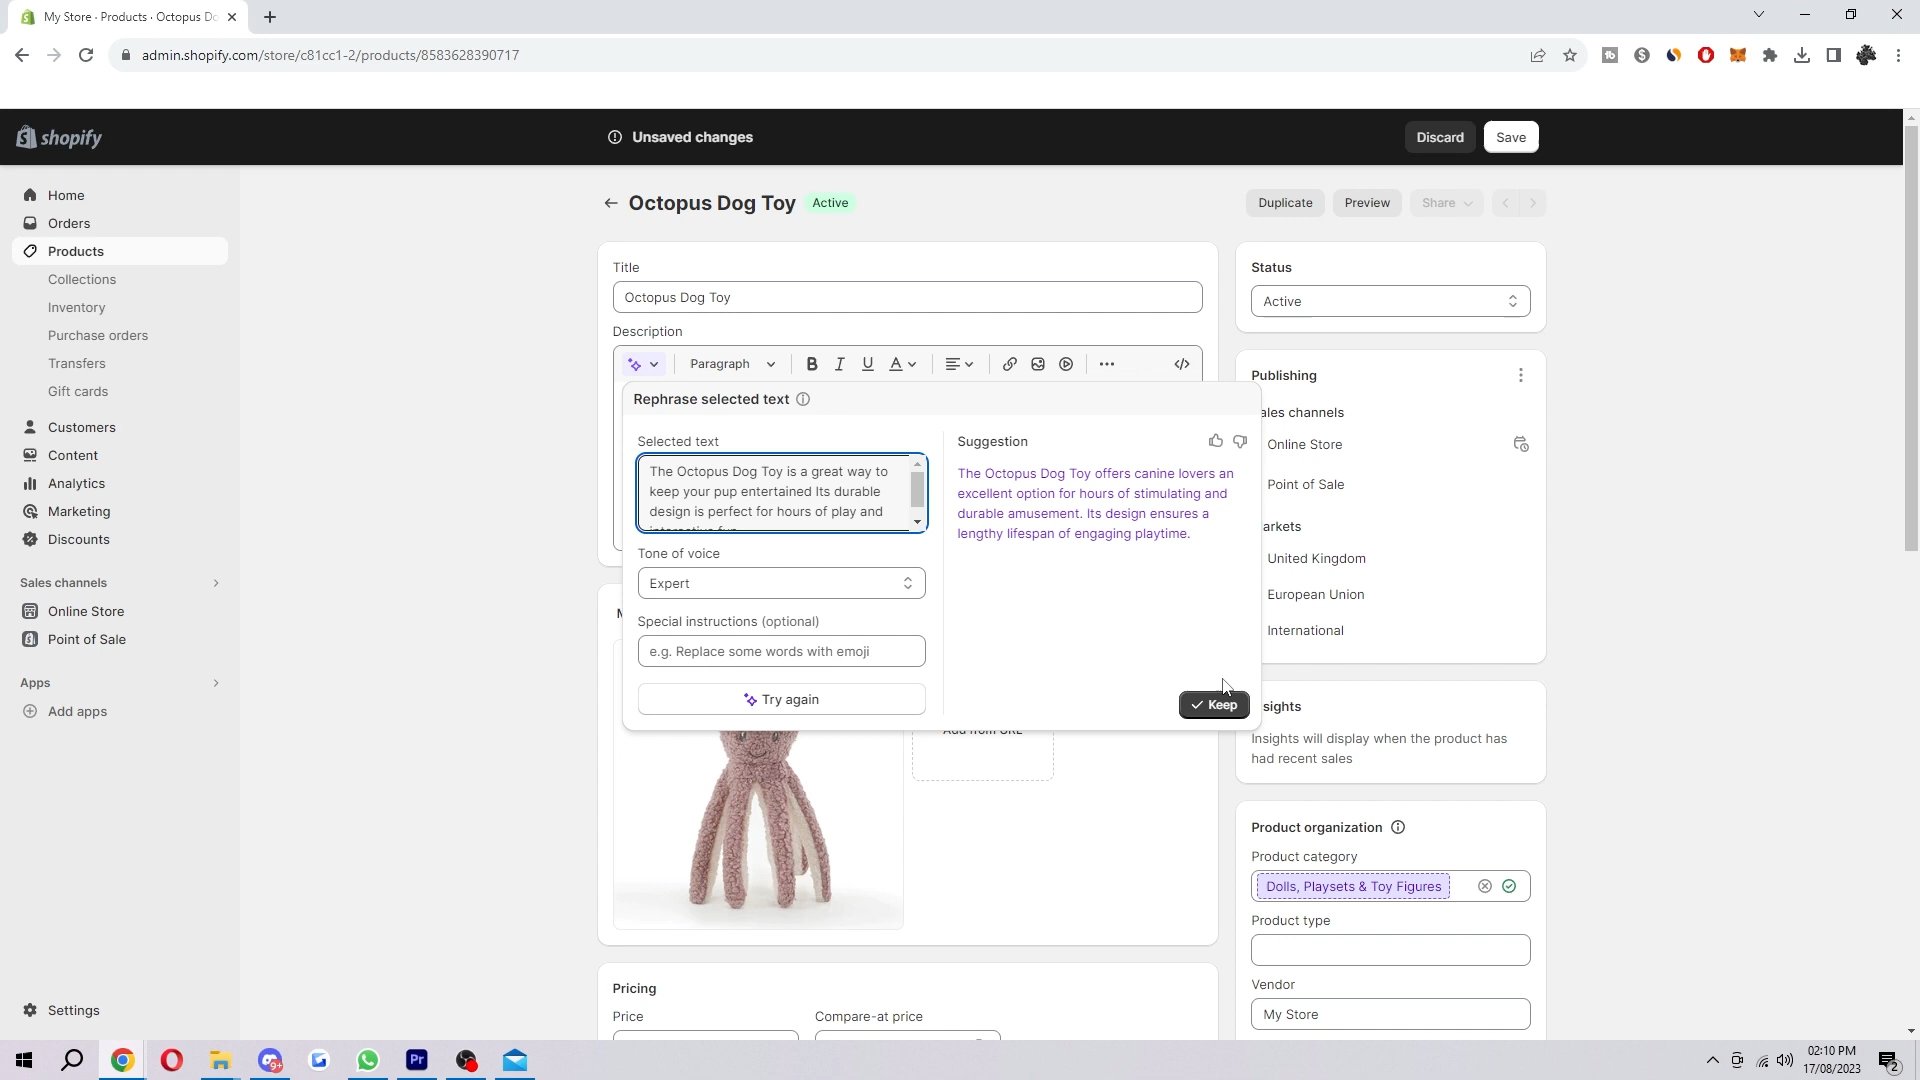 My Store · Products · Octopus Do
admin.shopify.com/store/c81cc1-2/products/8583628390717
shopify
Unsaved changes
Discard
Save
Home
Orders
Products
Collections
Inventory
Purchase orders
Transfers
Gift cards
Customers
Content
Analytics
Marketing
Discounts
Sales channels
Online Store
Point of Sale
Apps
Add apps
Settings
Octopus Dog Toy
Active
Duplicate
Preview
Share
Title
Octopus Dog Toy
Description
Paragraph
B I U A
Rephrase selected text
Selected text
The Octopus Dog Toy is a great way to
keep your pup entertained Its durable
design is perfect for hours of play and
interactive fun
Tone of voice
Expert
Special instructions (optional)
e.g. Replace some words with emoji
Try again
Suggestion
The Octopus Dog Toy offers canine lovers an
excellent option for hours of stimulating and
durable amusement. Its design ensures a
lengthy lifespan of engaging playtime.
Keep
M
Add from URL
Pricing
Price
Compare-at price
Status
Active
Publishing
ales channels
Online Store
Point of Sale
arkets
United Kingdom
European Union
International
sights
Insights will display when the product has
had recent sales
Product organization
Product category
Dolls, Playsets & Toy Figures
Product type
Vendor
My Store
9+
Pr
02:10 PM
17/08/2023
2